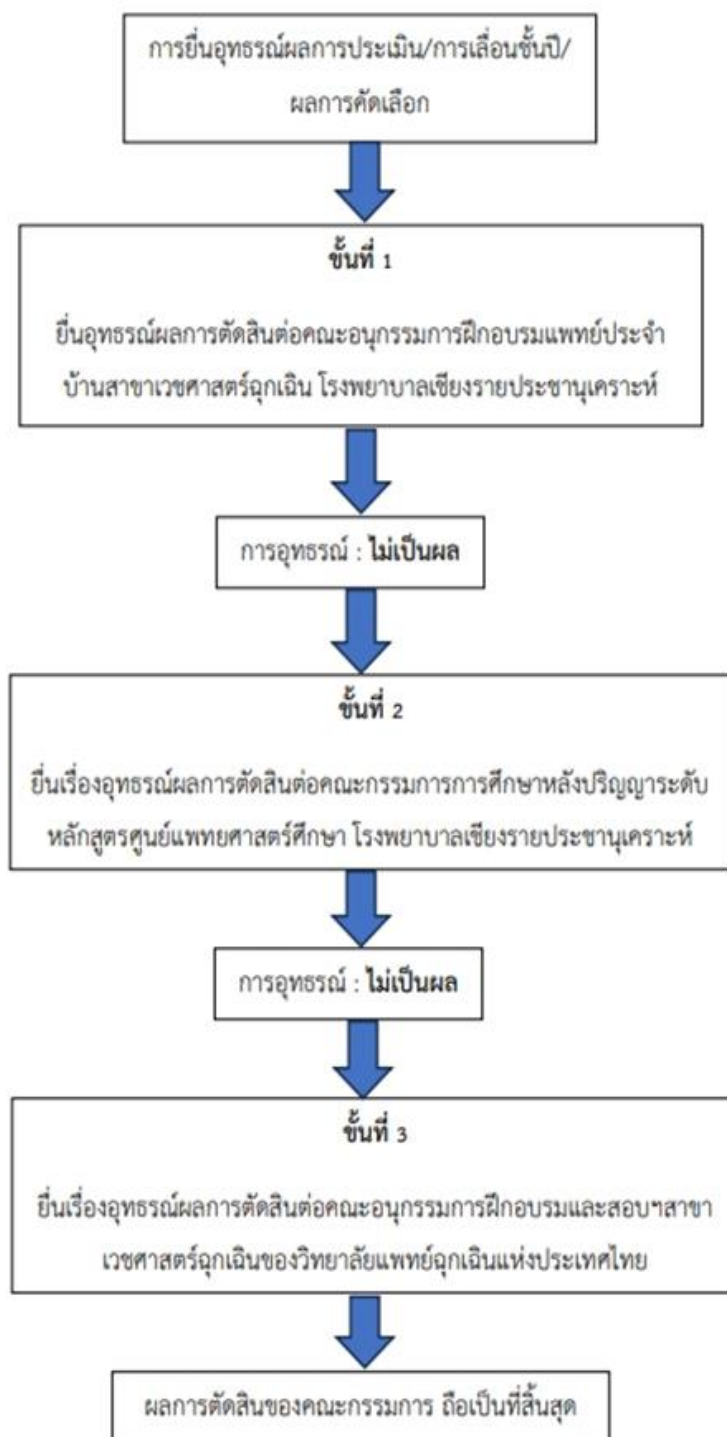 การยื่นอุทธรณ์ผลการประเมิน/การเลื่อนชั้นปี/
ผลการคัดเลือก
ขั้นที่ 1
ยื่นอุทธรณ์ผลการตัดสินต่อคณะอนุกรรมการฝึกอบรมแพทย์ประจำ
บ้านสาขาเวชศาสตร์ฉุกเฉิน โรงพยาบาลเชียงรายประชานุเคราะห์
การอุทธรณ์ : ไม่เป็นผล
ขั้นที่ 2
ยื่นเรื่องอุทธรณ์ผลการตัดสินต่อคณะกรรมการการศึกษาหลังปริญญาระดับ
หลักสูตรศูนย์แพทยศาสตร์ศึกษา โรงพยาบาลเชียงรายประชานุเคราะห์
การอุทธรณ์ : ไม่เป็นผล
ขั้นที่ 3
ยื่นเรื่องอุทธรณ์ผลการตัดสินต่อคณะอนุกรรมการฝึกอบรมและสอบฯสาขา
เวชศาสตร์ฉุกเฉินของวิทยาลัยแพทย์ฉุกเฉินแห่งประเทศไทย
ผลการตัดสินของคณะกรรมการ ถือเป็นที่สิ้นสุด